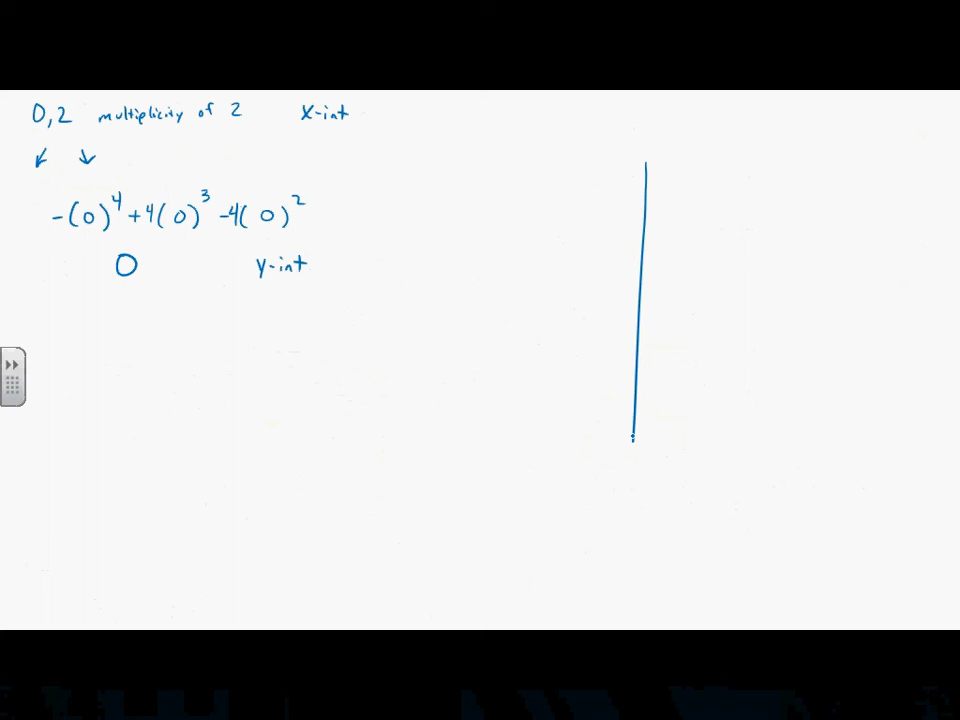 0, 2 multiplicity of 2 x-int
↙ ↘
-(0)^4 + 4(0)^3 - 4(0)^2
0 y-int